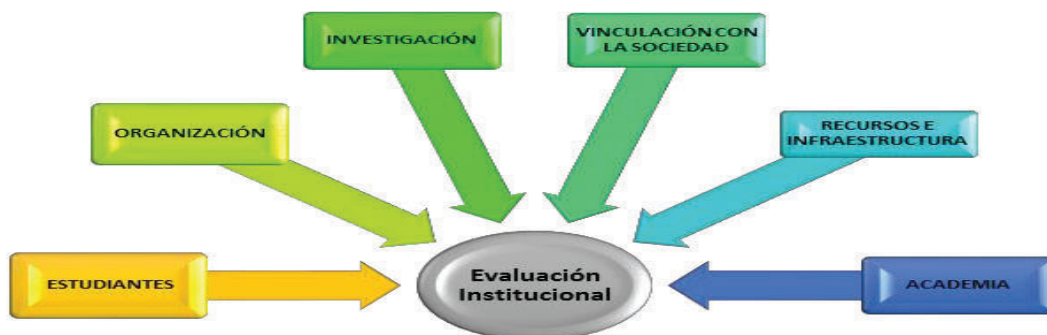 INVESTIGACIÓN
VINCULACIÓN CON
LA SOCIEDAD
ORGANIZACIÓN
RECURSOS E
INFRAESTRUCTURA
ESTUDIANTES
Evaluación
Institucional
ACADEMIA